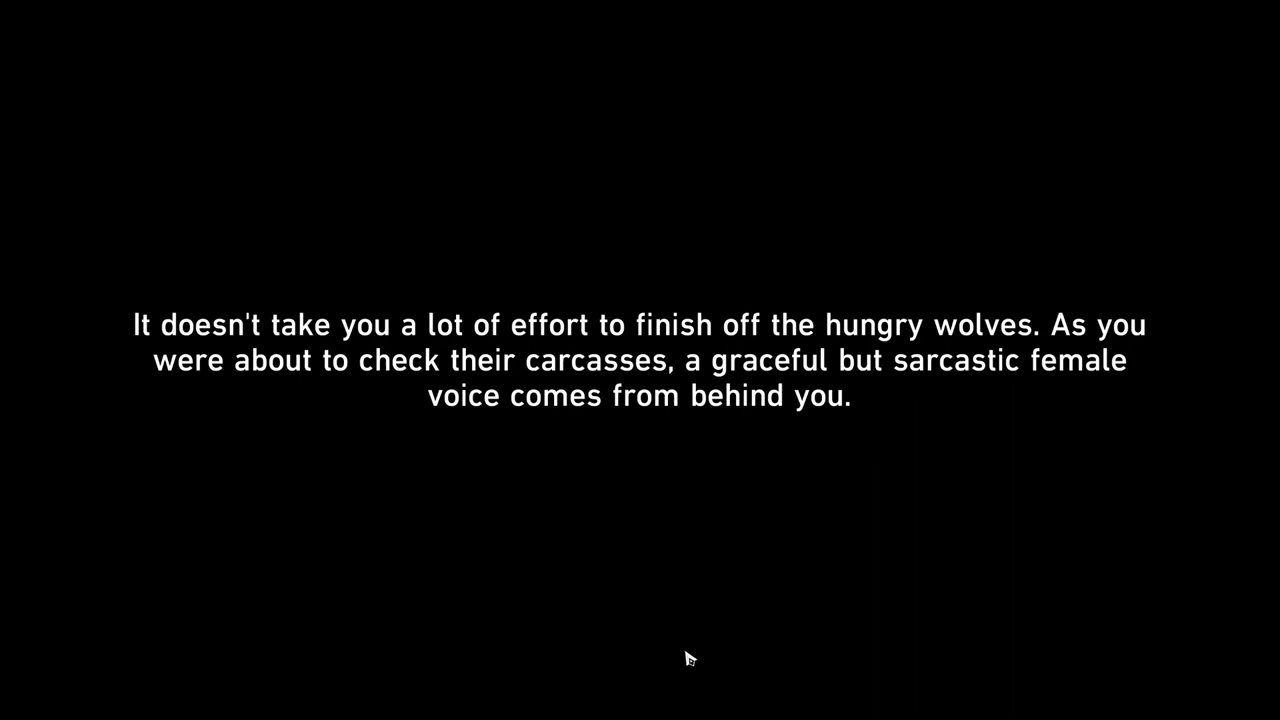 It doesn't take you a lot of effort to finish off the hungry wolves. As you
were about to check their carcasses, a graceful but sarcastic female
voice comes from behind you.